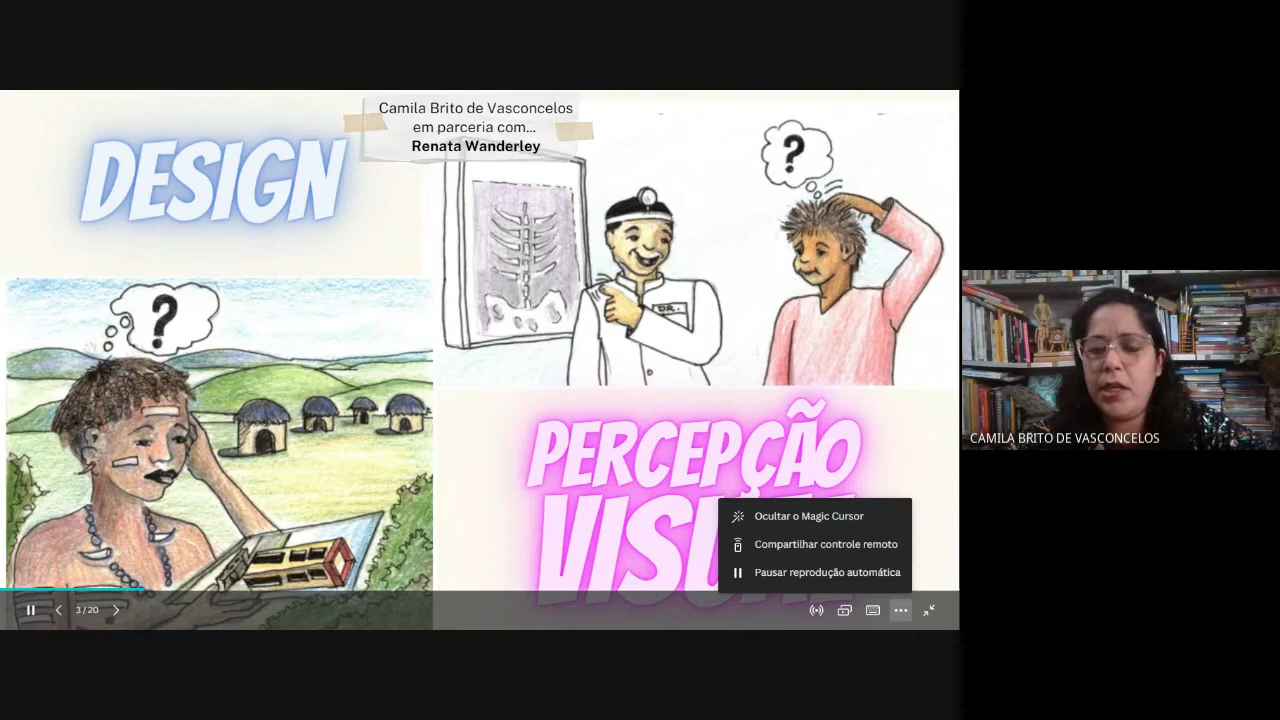 Camila Brito de Vasconcelos
em parceria com...
Renata Wanderley
DESIGN
?
DR.
?
PERCEPÇÃO
Ocultar o Magic Cursor
Compartilhar controle remoto
Pausar reprodução automática
3 / 20
CAMILA BRITO DE VASCONCELOS